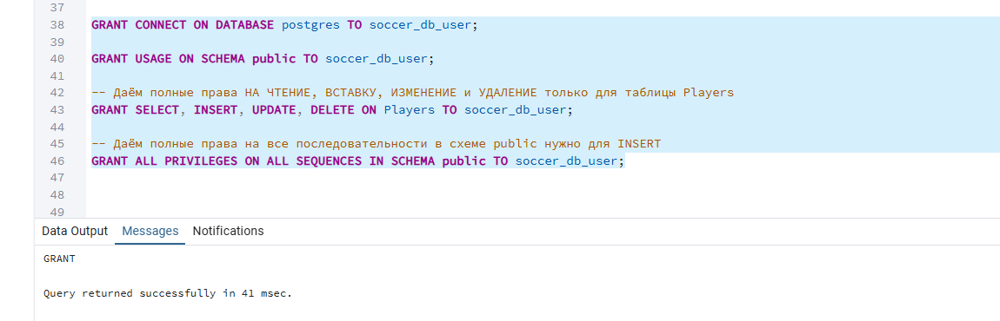 37
38 GRANT CONNECT ON DATABASE postgres TO soccer_db_user;
39
40 GRANT USAGE ON SCHEMA public TO soccer_db_user;
41
42 -- Даём полные права НА ЧТЕНИЕ, ВСТАВКУ, ИЗМЕНЕНИЕ и УДАЛЕНИЕ только для таблицы Players
43 GRANT SELECT, INSERT, UPDATE, DELETE ON Players TO soccer_db_user;
44
45 -- Даём полные права на все последовательности в схеме public нужно для INSERT
46 GRANT ALL PRIVILEGES ON ALL SEQUENCES IN SCHEMA public TO soccer_db_user;
47
48
49
Data Output Messages Notifications
GRANT
Query returned successfully in 41 msec.